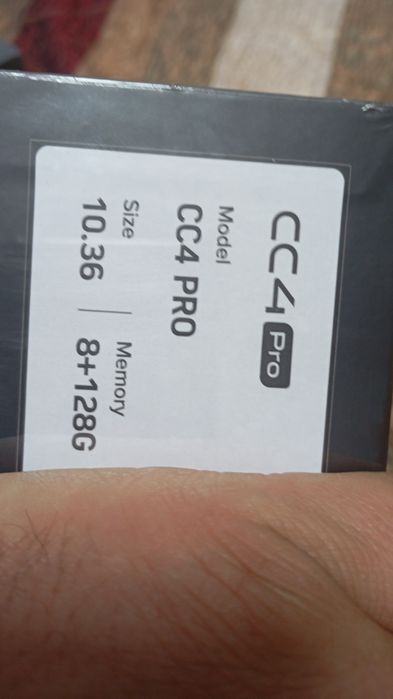 CC4 Pro
Model
CC4 PRO
Size | Memory
10.36 | 8+128G